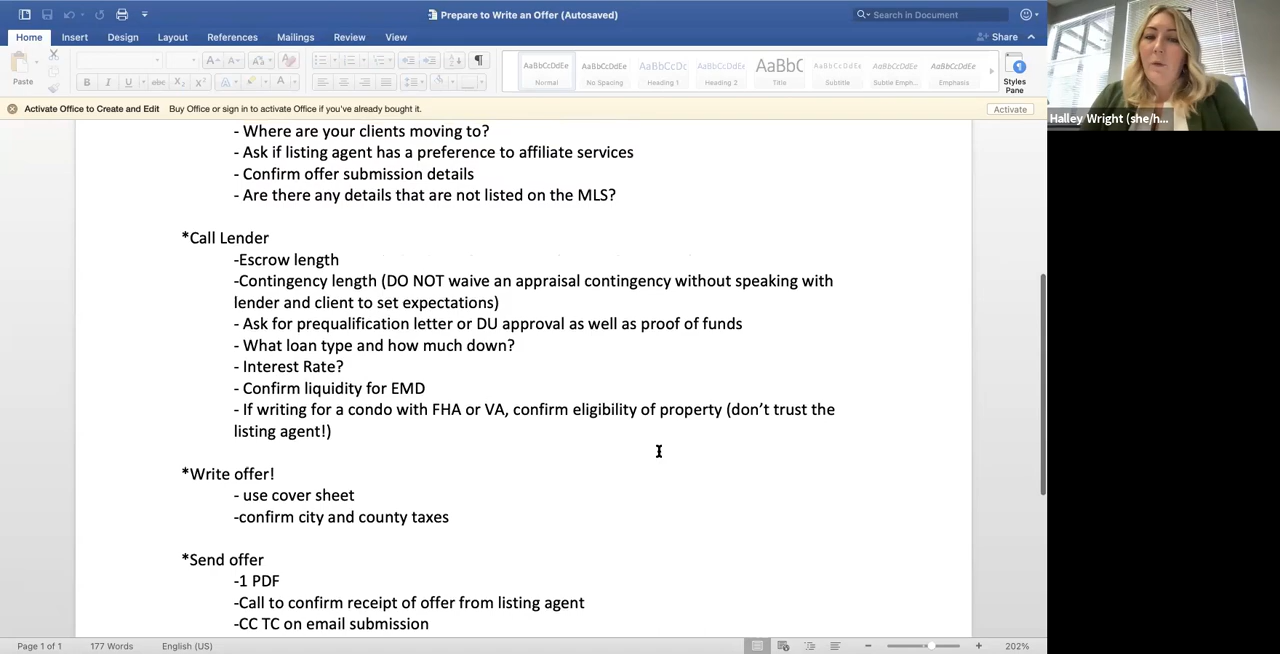 Prepare to Write an Offer (Autosaved)
Search in Document
Home Insert Design Layout References Mailings Review View
Share
Paste
AaBbCcDdEe AaBbCcDdEe AaBbCcDc AaBbCcDdEe AaBbC AaBbCcDdEe AaBbCcDdEe AaBbCcDdEe
Normal No Spacing Heading 1 Heading 2 Title Subtitle Subtle Emph... Emphasis
Styles Pane
Activate Office to Create and Edit Buy Office or sign in to activate Office if you've already bought it. Activate
Halley Wright (she/h...
- Where are your clients moving to?
- Ask if listing agent has a preference to affiliate services
- Confirm offer submission details
- Are there any details that are not listed on the MLS?
*Call Lender
-Escrow length
-Contingency length (DO NOT waive an appraisal contingency without speaking with
lender and client to set expectations)
- Ask for prequalification letter or DU approval as well as proof of funds
- What loan type and how much down?
- Interest Rate?
- Confirm liquidity for EMD
- If writing for a condo with FHA or VA, confirm eligibility of property (don't trust the
listing agent!)
*Write offer!
- use cover sheet
-confirm city and county taxes
*Send offer
-1 PDF
-Call to confirm receipt of offer from listing agent
-CC TC on email submission
Page 1 of 1 177 Words English (US) 202%